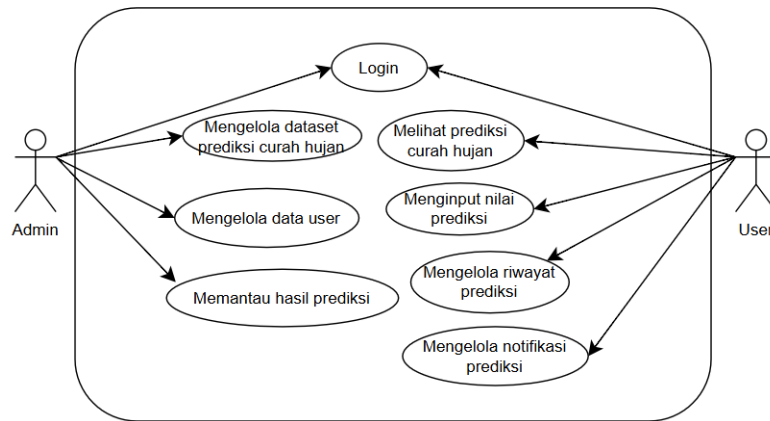 Login
Mengelola dataset
prediksi curah hujan
Melihat prediksi
curah hujan
Menginput nilai
prediksi
Mengelola data user
Admin
User
Mengelola riwayat
prediksi
Memantau hasil prediksi
Mengelola notifikasi
prediksi